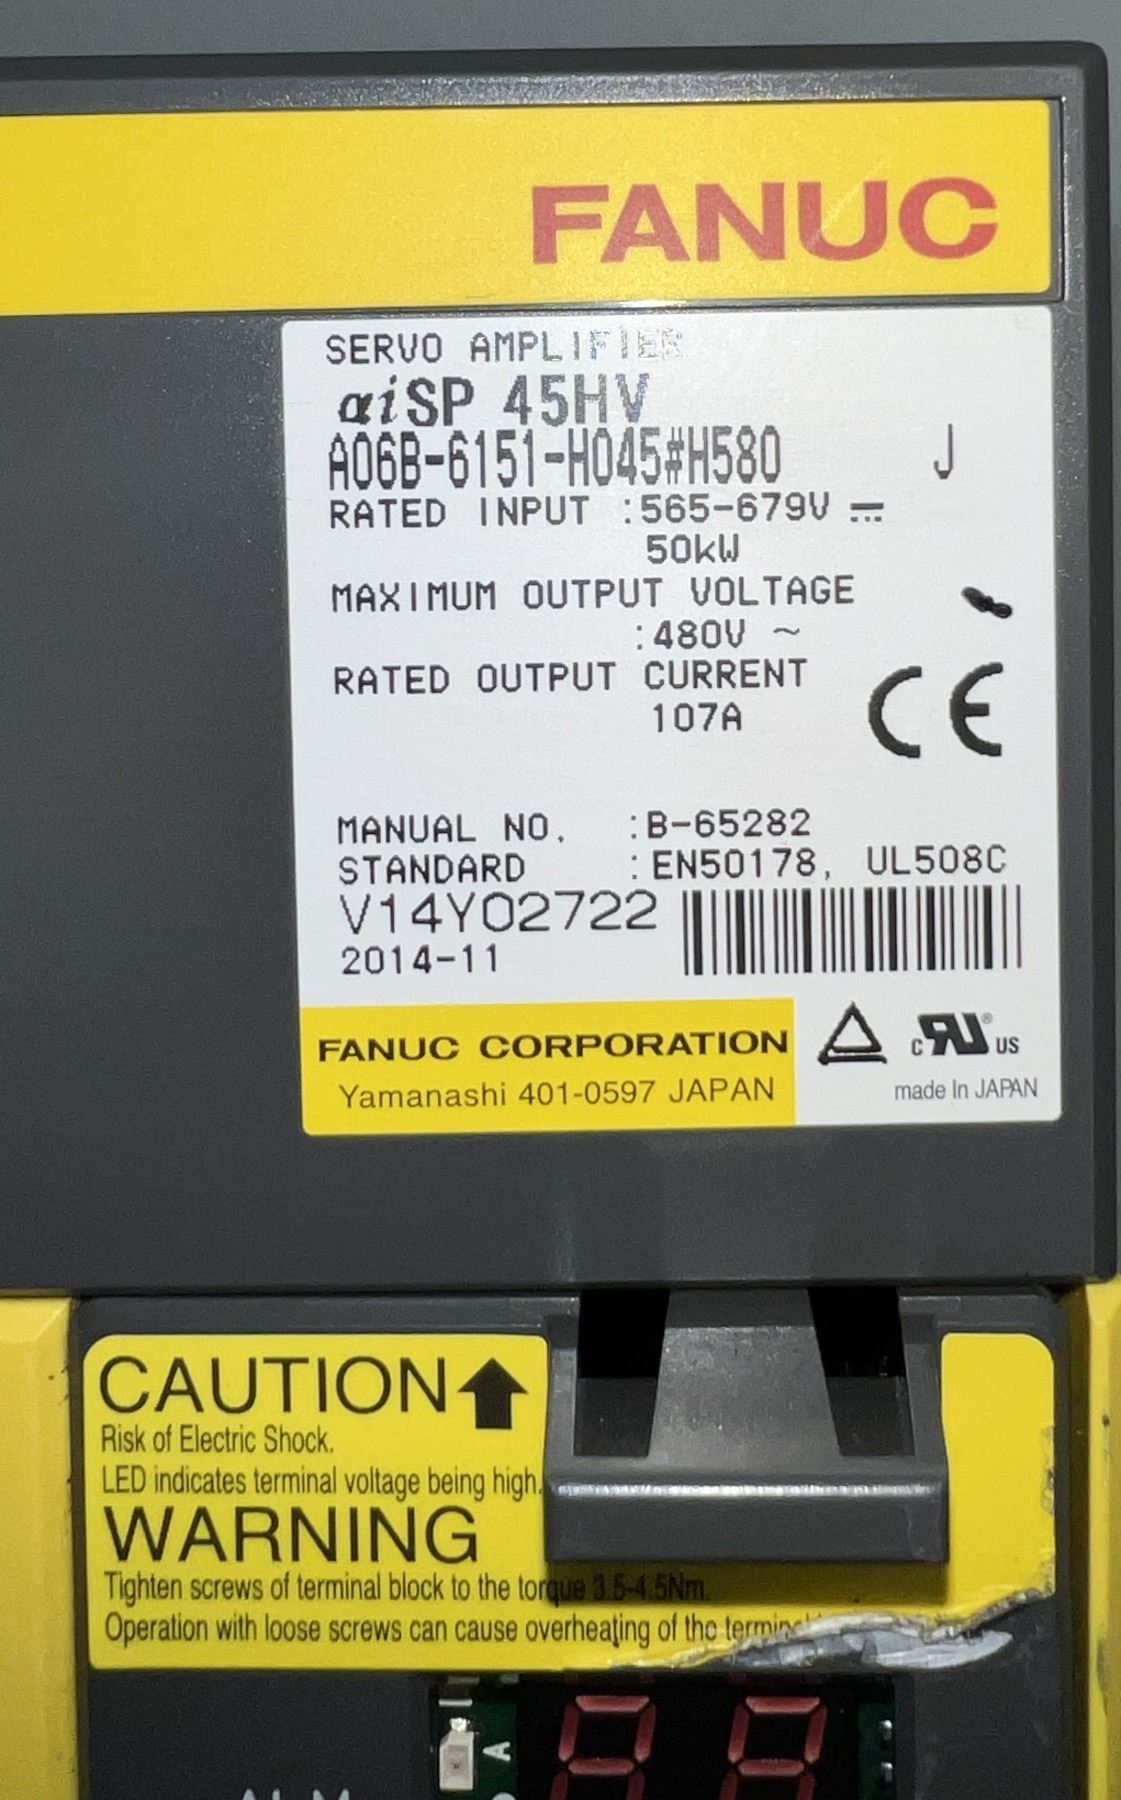 FANUC
SERVO AMPLIFIER
αiSP 45HV
A06B-6151-H045#H580 J
RATED INPUT :565-679V ⎓
50kW
MAXIMUM OUTPUT VOLTAGE
:480V ~
RATED OUTPUT CURRENT
107A
CE
MANUAL NO. :B-65282
STANDARD :EN50178, UL508C
V14Y02722
2014-11
FANUC CORPORATION
Yamanashi 401-0597 JAPAN
c RU ® US
made In JAPAN
CAUTION
Risk of Electric Shock.
LED indicates terminal voltage being high.
WARNING
Tighten screws of terminal block to the torque 3.5-4.5Nm.
Operation with loose screws can cause overheating of the
A
ALM